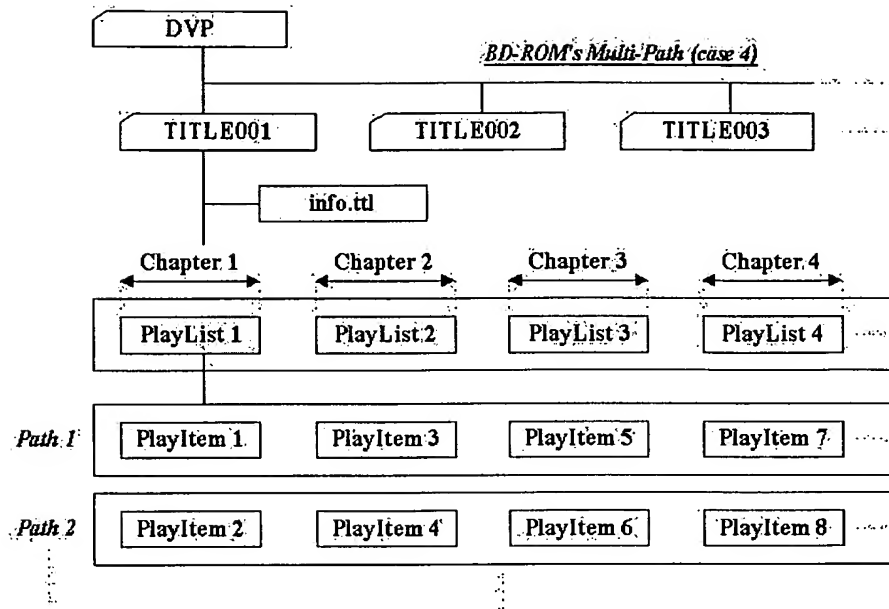 DVP
BD-ROM's Multi-Path (case 4)
TITLE001 TITLE002 TITLE003
info.ttl
Chapter 1 Chapter 2 Chapter 3 Chapter 4
PlayList 1 PlayList 2 PlayList 3 PlayList 4
Path 1 PlayItem 1 PlayItem 3 PlayItem 5 PlayItem 7
Path 2 PlayItem 2 PlayItem 4 PlayItem 6 PlayItem 8